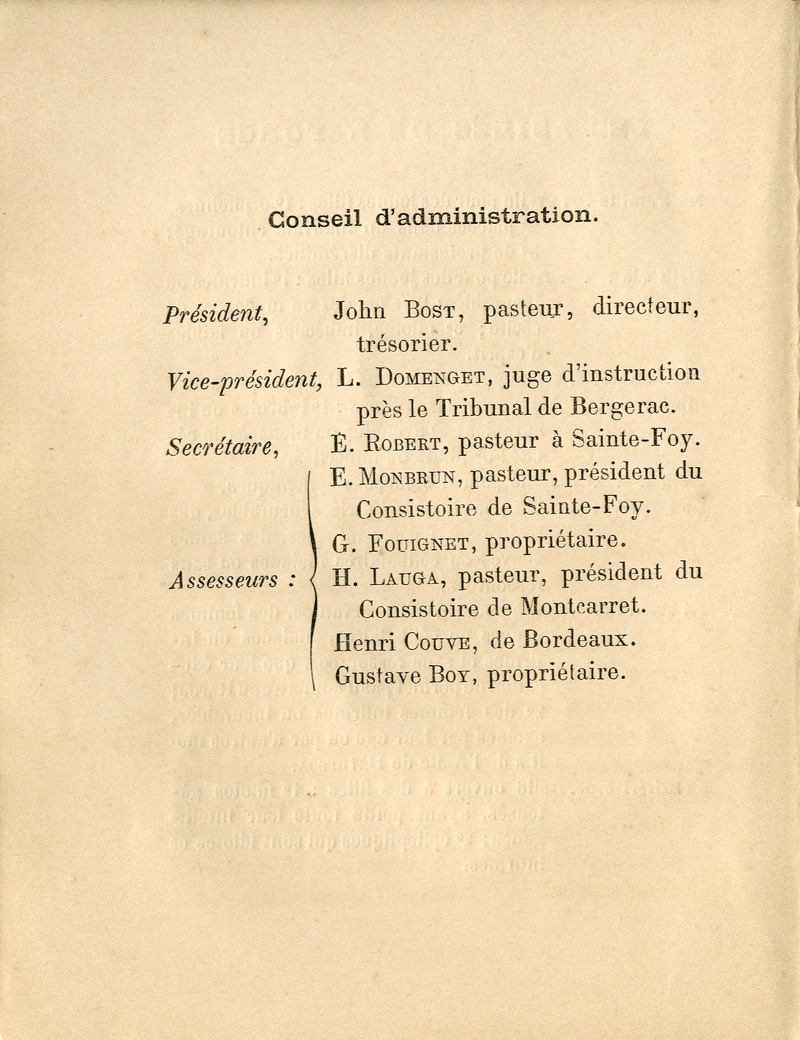 Conseil d'administration.
Président, John BOST, pasteur, directeur,
trésorier.
Vice-président, L. DOMENGET, juge d'instruction
près le Tribunal de Bergerac.
Secrétaire, E. ROBERT, pasteur à Sainte-Foy.
E. MONBRUN, pasteur, président du
Consistoire de Sainte-Foy.
G. FOUIGNET, propriétaire.
Assesseurs : H. LAUGA, pasteur, président du
Consistoire de Montcarret.
Henri COUVE, de Bordeaux.
Gustave BOY, propriétaire.